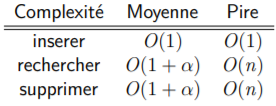 Complexité Moyenne Pire
inserer O(1) O(1)
rechercher O(1 + α) O(n)
supprimer O(1 + α) O(n)